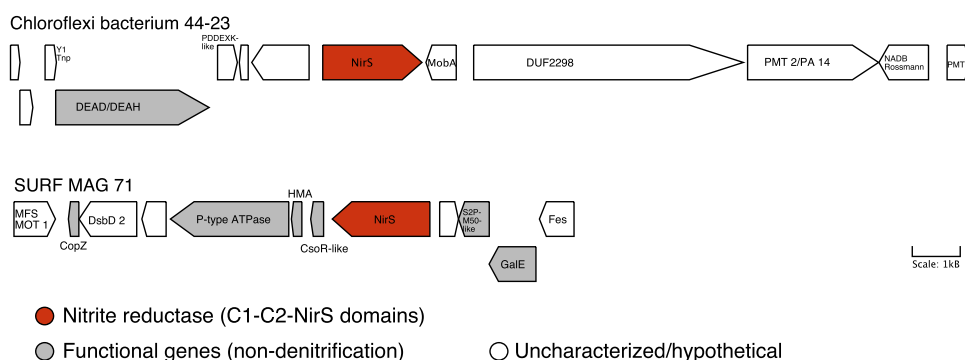 Chloroflexi bacterium 44-23
Y1
Tnp
PDDEXK-
like
NirS
MobA
DUF2298
PMT 2/PA 14
NADB
Rossmann
PMT
DEAD/DEAH
SURF MAG 71
MFS
MOT 1
CopZ
DsbD 2
P-type ATPase
HMA
CsoR-like
NirS
S2P-
M50-
like
GalE
Fes
Scale: 1kB
Nitrite reductase (C1-C2-NirS domains)
Functional genes (non-denitrification)
Uncharacterized/hypothetical